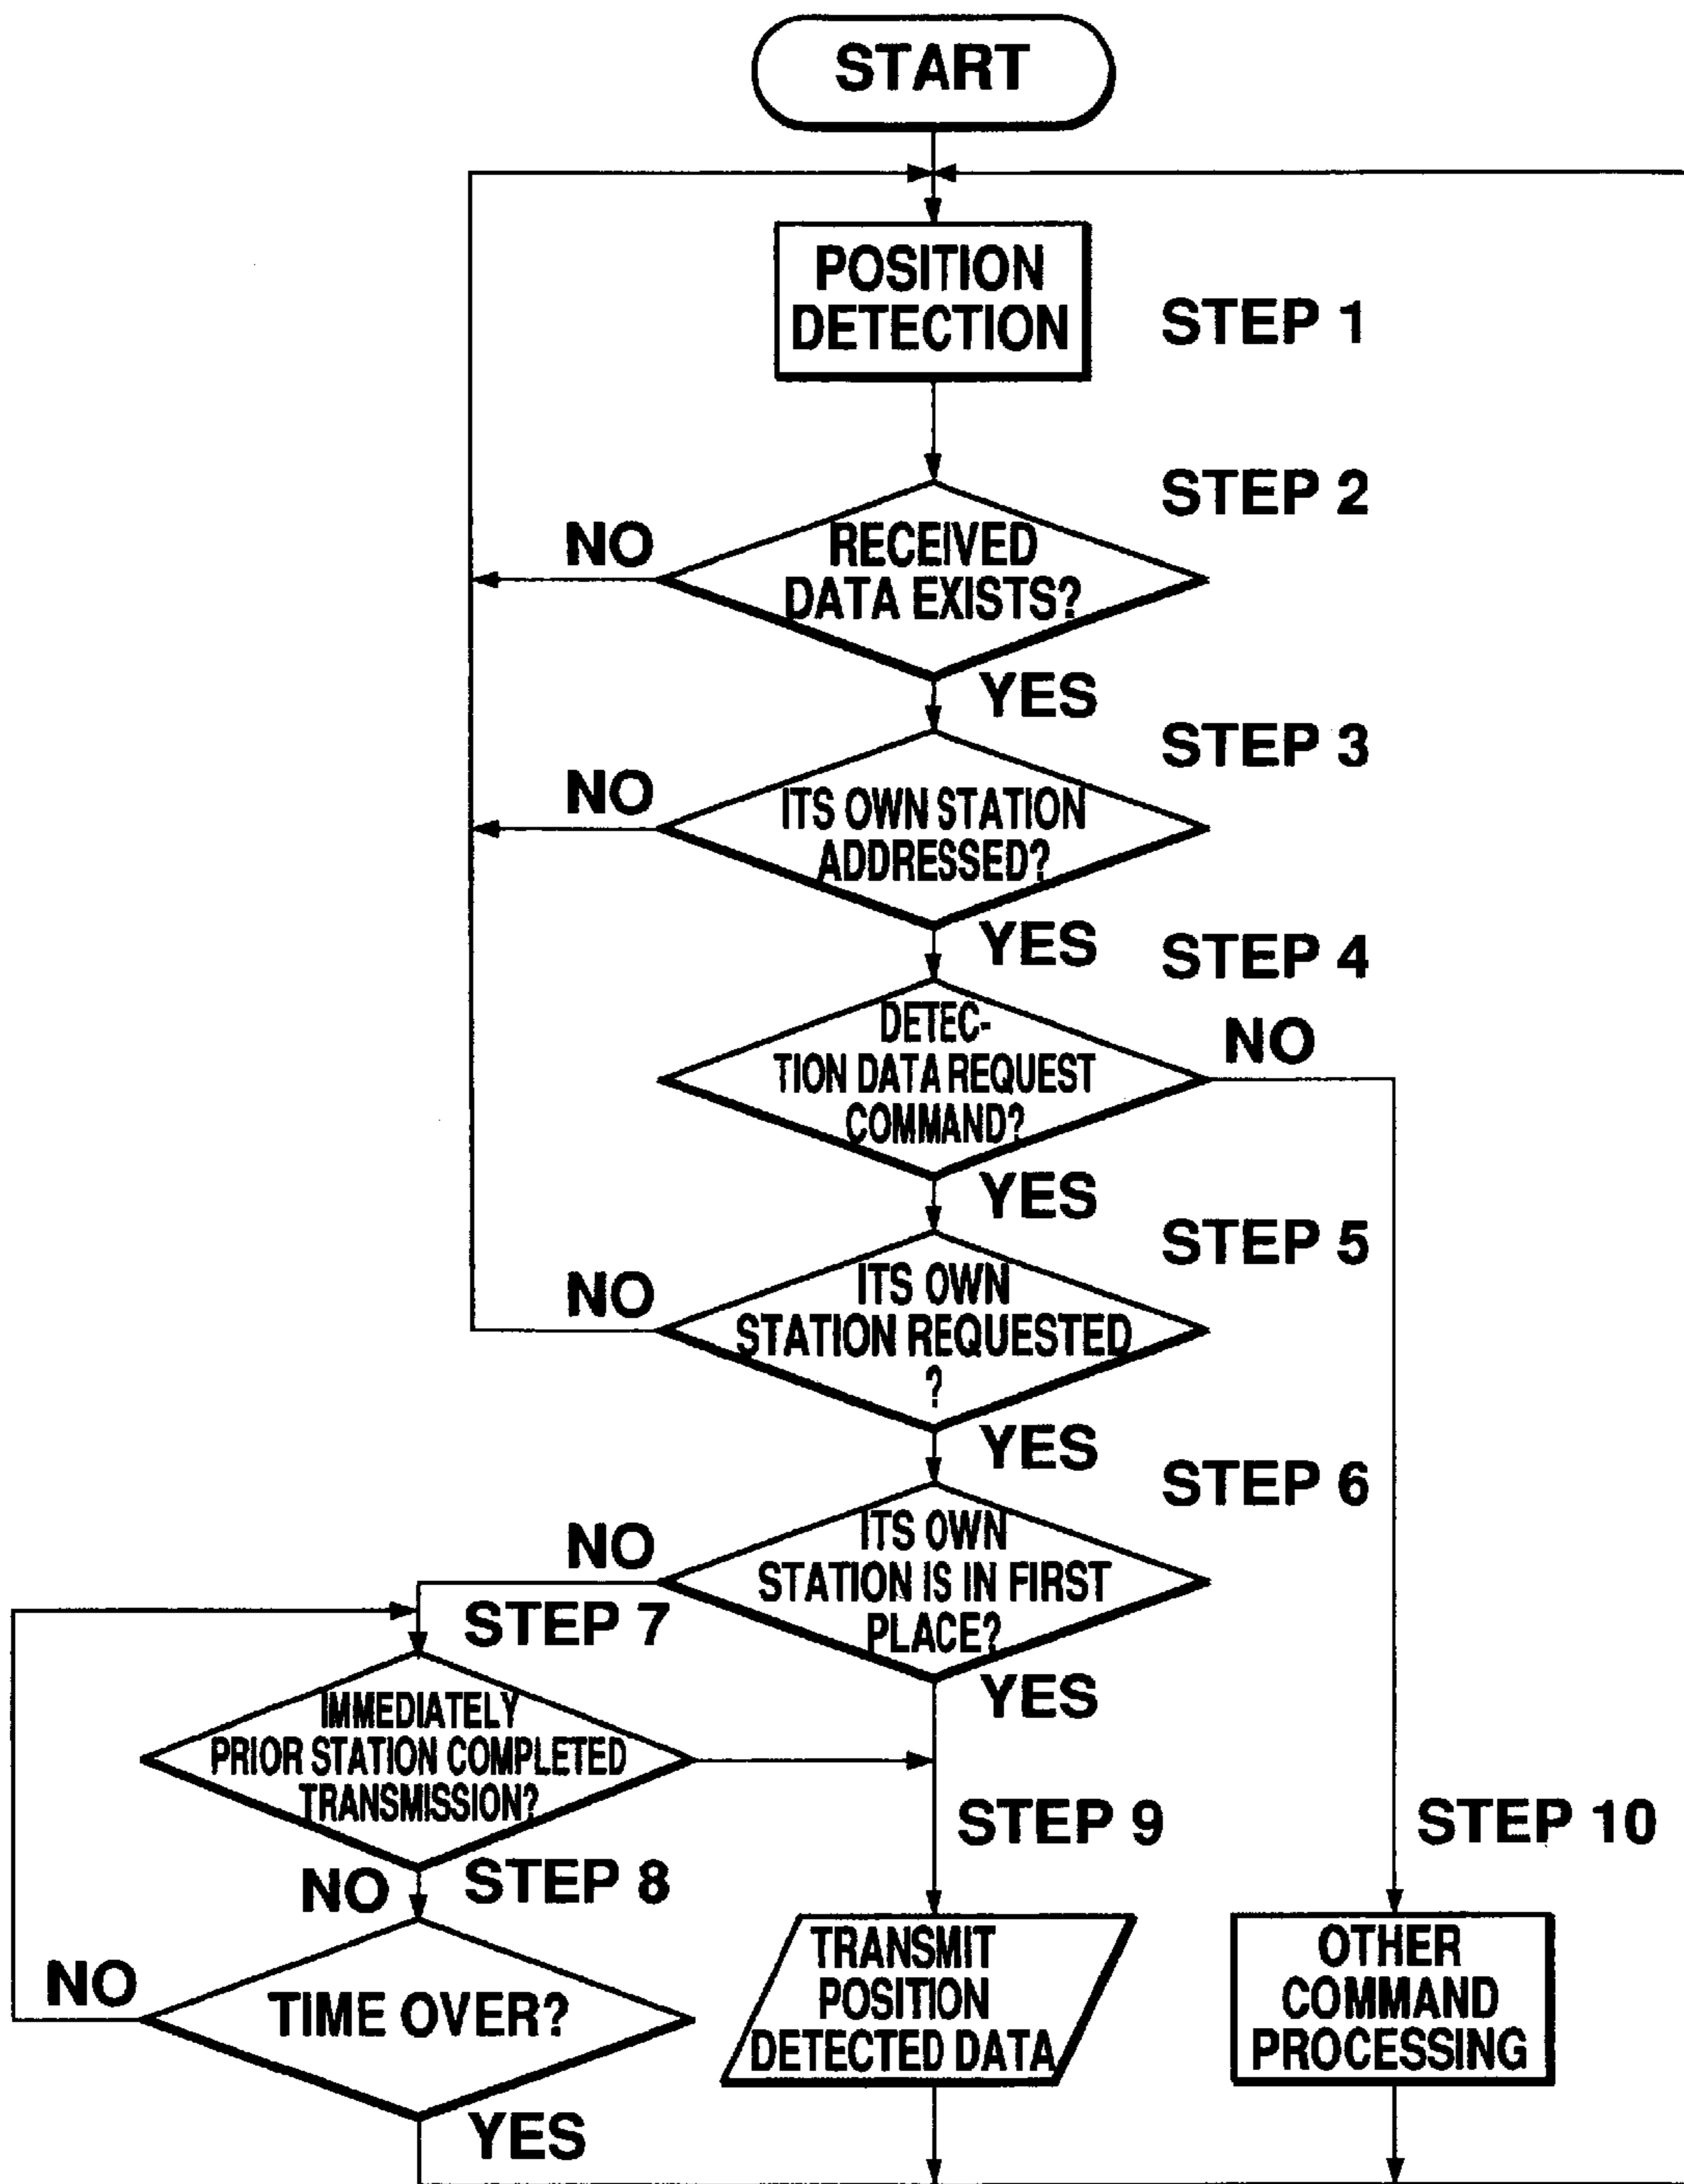 START
POSITION
DETECTION
STEP 1
STEP 2
NO
RECEIVED
DATA EXISTS?
YES
STEP 3
NO
ITS OWN STATION
ADDRESSED?
YES
STEP 4
DETEC-
TION DATA REQUEST
COMMAND?
NO
YES
STEP 5
NO
ITS OWN
STATION REQUESTED
?
YES
STEP 6
NO
ITS OWN
STATION IS IN FIRST
PLACE?
STEP 7
YES
IMMEDIATELY
PRIOR STATION COMPLETED
TRANSMISSION?
STEP 9
STEP 10
NO
STEP 8
NO
TIME OVER?
YES
TRANSMIT
POSITION
DETECTED DATA
OTHER
COMMAND
PROCESSING